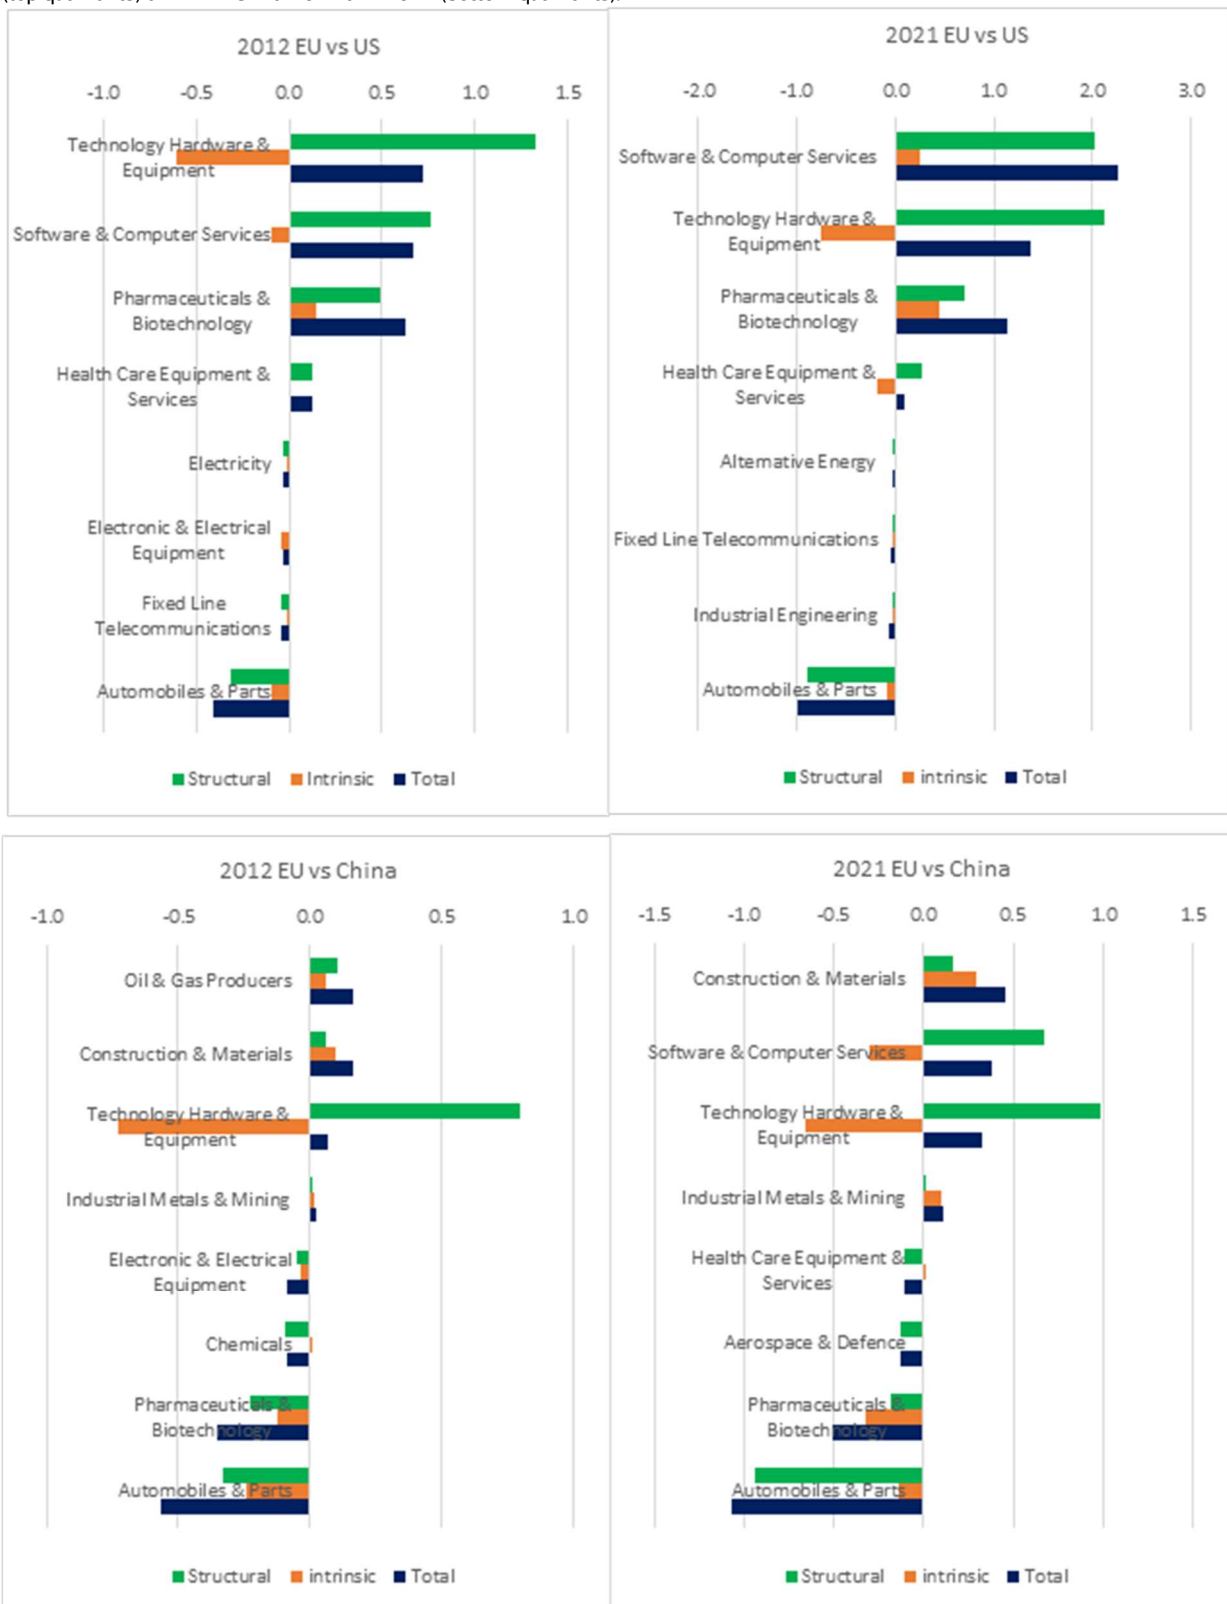 2012 EU vs US
-1.0 -0.5 0.0 0.5 1.0 1.5
Technology Hardware &
Equipment
Software & Computer Services
Pharmaceuticals &
Biotechnology
Health Care Equipment &
Services
Electricity
Electronic & Electrical
Equipment
Fixed Line
Telecommunications
Automobiles & Parts
Structural Intrinsic Total
2021 EU vs US
-2.0 -1.0 0.0 1.0 2.0 3.0
Software & Computer Services
Technology Hardware &
Equipment
Pharmaceuticals &
Biotechnology
Health Care Equipment &
Services
Alternative Energy
Fixed Line Telecommunications
Industrial Engineering
Automobiles & Parts
Structural intrinsic Total
2012 EU vs China
-1.0 -0.5 0.0 0.5 1.0
Oil & Gas Producers
Construction & Materials
Technology Hardware &
Equipment
Industrial Metals & Mining
Electronic & Electrical
Equipment
Chemicals
Pharmaceuticals &
Biotechnology
Automobiles & Parts
Structural intrinsic Total
2021 EU vs China
-1.5 -1.0 -0.5 0.0 0.5 1.0 1.5
Construction & Materials
Software & Computer Services
Technology Hardware &
Equipment
Industrial Metals & Mining
Health Care Equipment &
Services
Aerospace & Defence
Pharmaceuticals &
Biotechnology
Automobiles & Parts
Structural intrinsic Total